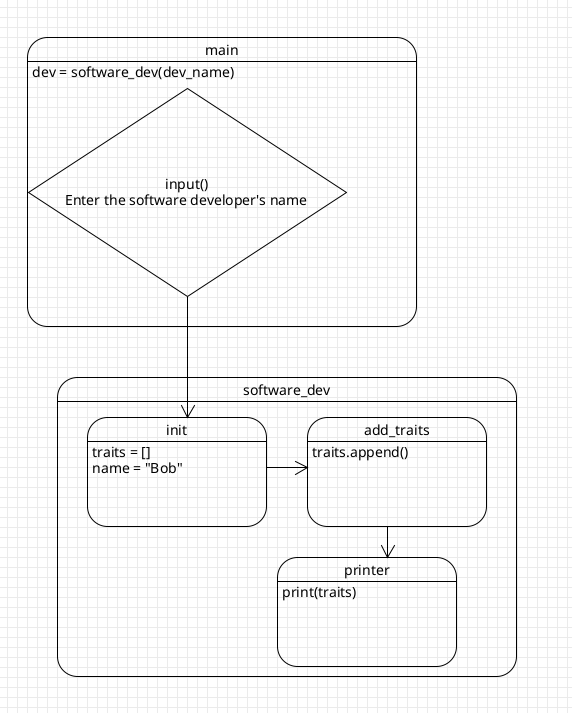 main
dev = software_dev(dev_name)
input()
Enter the software developer's name
software_dev
init
traits = []
name = "Bob"
add_traits
traits.append()
printer
print(traits)